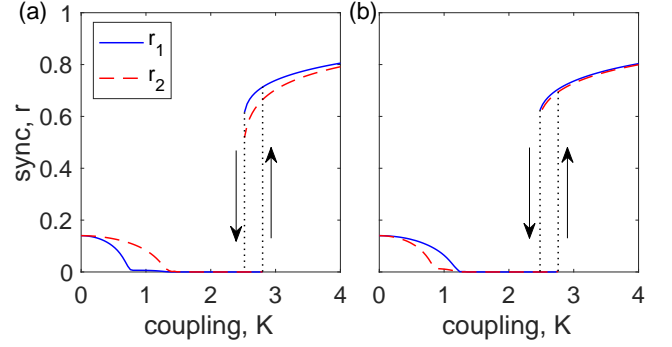 (a)
(b)
1
0.8
0.6
0.4
0.2
0
sync, r
r1
r2
0 1 2 3 4
0 1 2 3 4
coupling, K
coupling, K